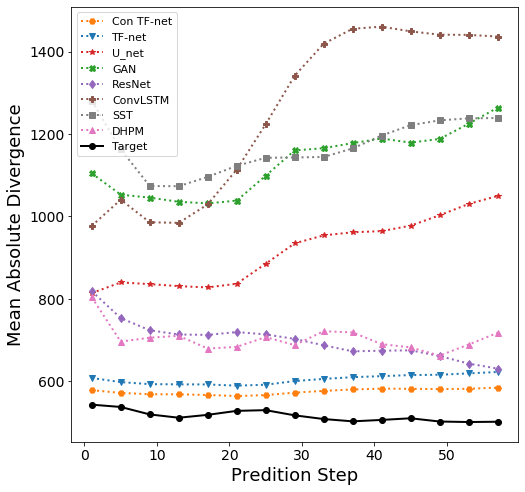 Con TF-net
TF-net
U_net
GAN
ResNet
ConvLSTM
SST
DHPM
Target
Mean Absolute Divergence
1400
1200
1000
800
600
0 10 20 30 40 50
Predition Step